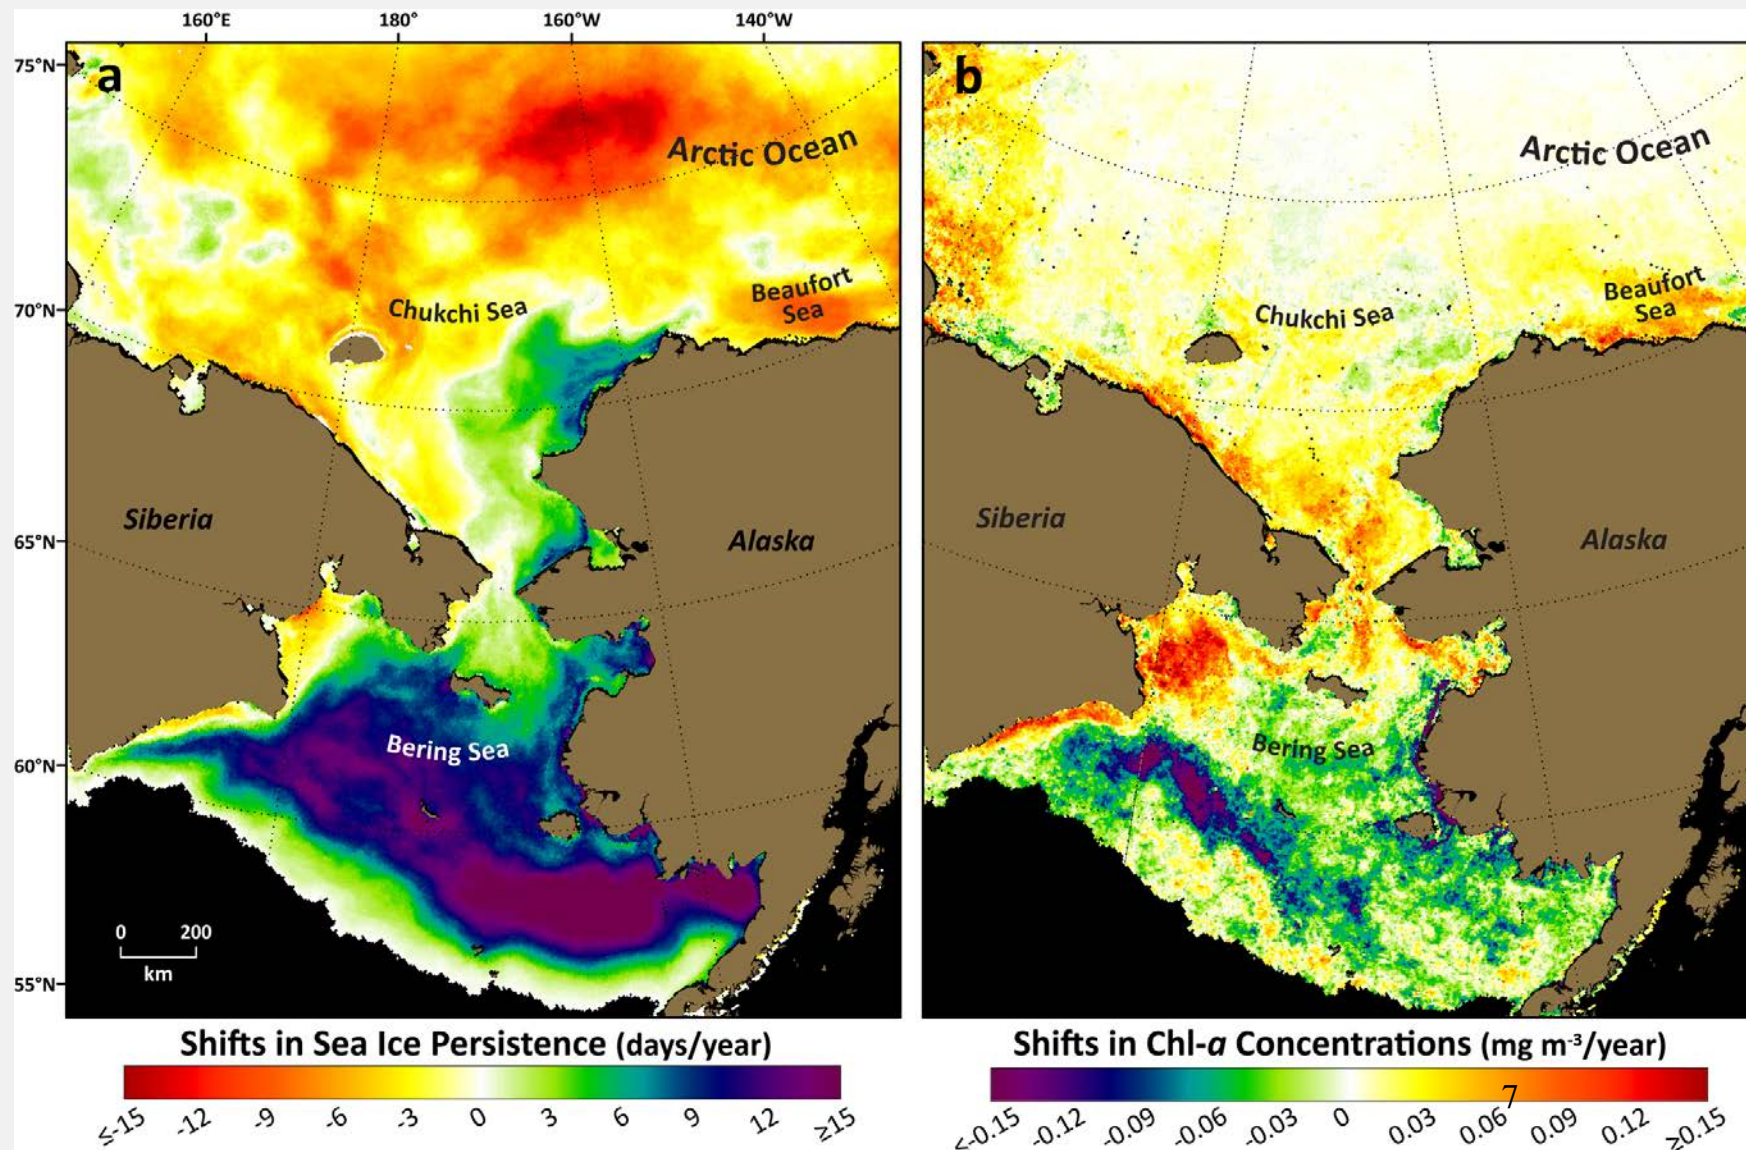 160°E 180° 160°W 140°W
75°N
70°N
65°N
60°N
55°N
a
Arctic Ocean
Beaufort
Sea
Chukchi Sea
Siberia
Alaska
Bering Sea
0 200
km
Shifts in Sea Ice Persistence (days/year)
≤-15 -12 -9 -6 -3 0 3 6 9 12 ≥15
b
Arctic Ocean
Beaufort
Sea
Chukchi Sea
Siberia
Alaska
Bering Sea
Shifts in Chl-a Concentrations (mg m⁻³/year)
7
<-0.15 -0.12 -0.09 -0.06 -0.03 0 0.03 0.06 0.09 0.12 ≥0.15